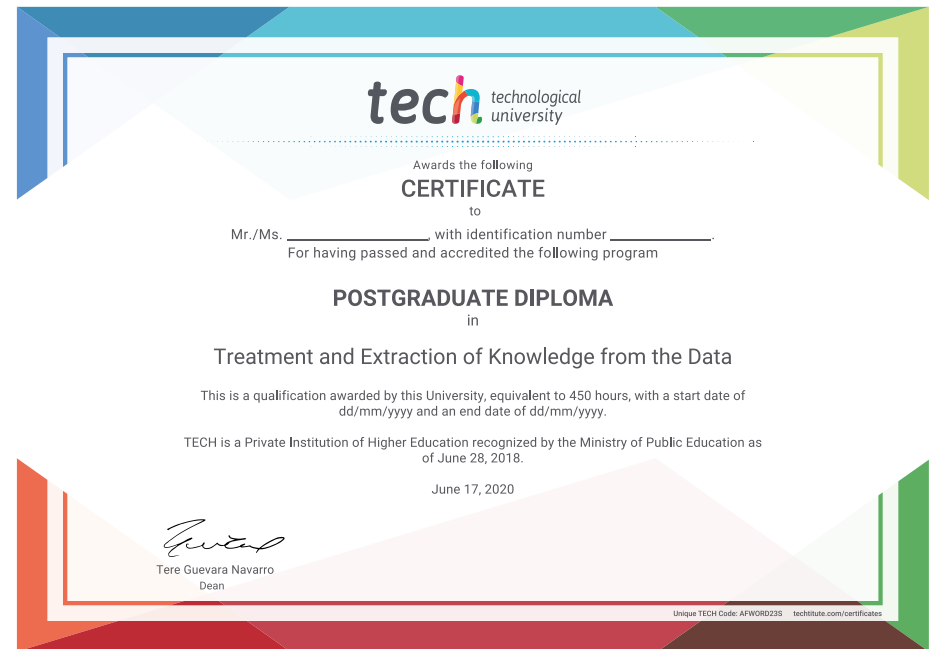 tech technological
university
Awards the following
CERTIFICATE
to
Mr./Ms. ________________, with identification number ____________.
For having passed and accredited the following program
POSTGRADUATE DIPLOMA
in
Treatment and Extraction of Knowledge from the Data
This is a qualification awarded by this University, equivalent to 450 hours, with a start date of
dd/mm/yyyy and an end date of dd/mm/yyyy.
TECH is a Private Institution of Higher Education recognized by the Ministry of Public Education as
of June 28, 2018.
June 17, 2020
Tere Guevara Navarro
Dean
Unique TECH Code: AFWORD23S techtitute.com/certificates